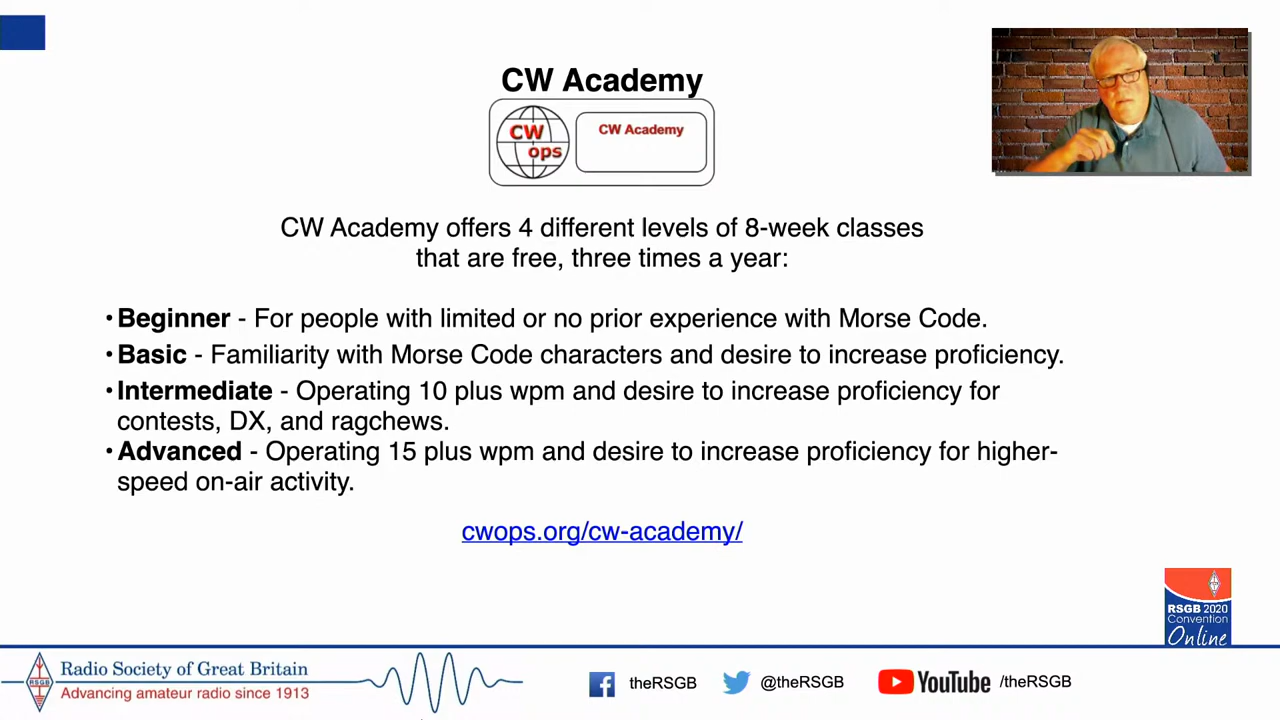 CW Academy
CW
ops
CW Academy
CW Academy offers 4 different levels of 8-week classes
that are free, three times a year:
• Beginner - For people with limited or no prior experience with Morse Code.
• Basic - Familiarity with Morse Code characters and desire to increase proficiency.
• Intermediate - Operating 10 plus wpm and desire to increase proficiency for
contests, DX, and ragchews.
• Advanced - Operating 15 plus wpm and desire to increase proficiency for higher-
speed on-air activity.
cwops.org/cw-academy/
RSGB 2020
Convention
Online
Radio Society of Great Britain
Advancing amateur radio since 1913
theRSGB
@theRSGB
YouTube /theRSGB